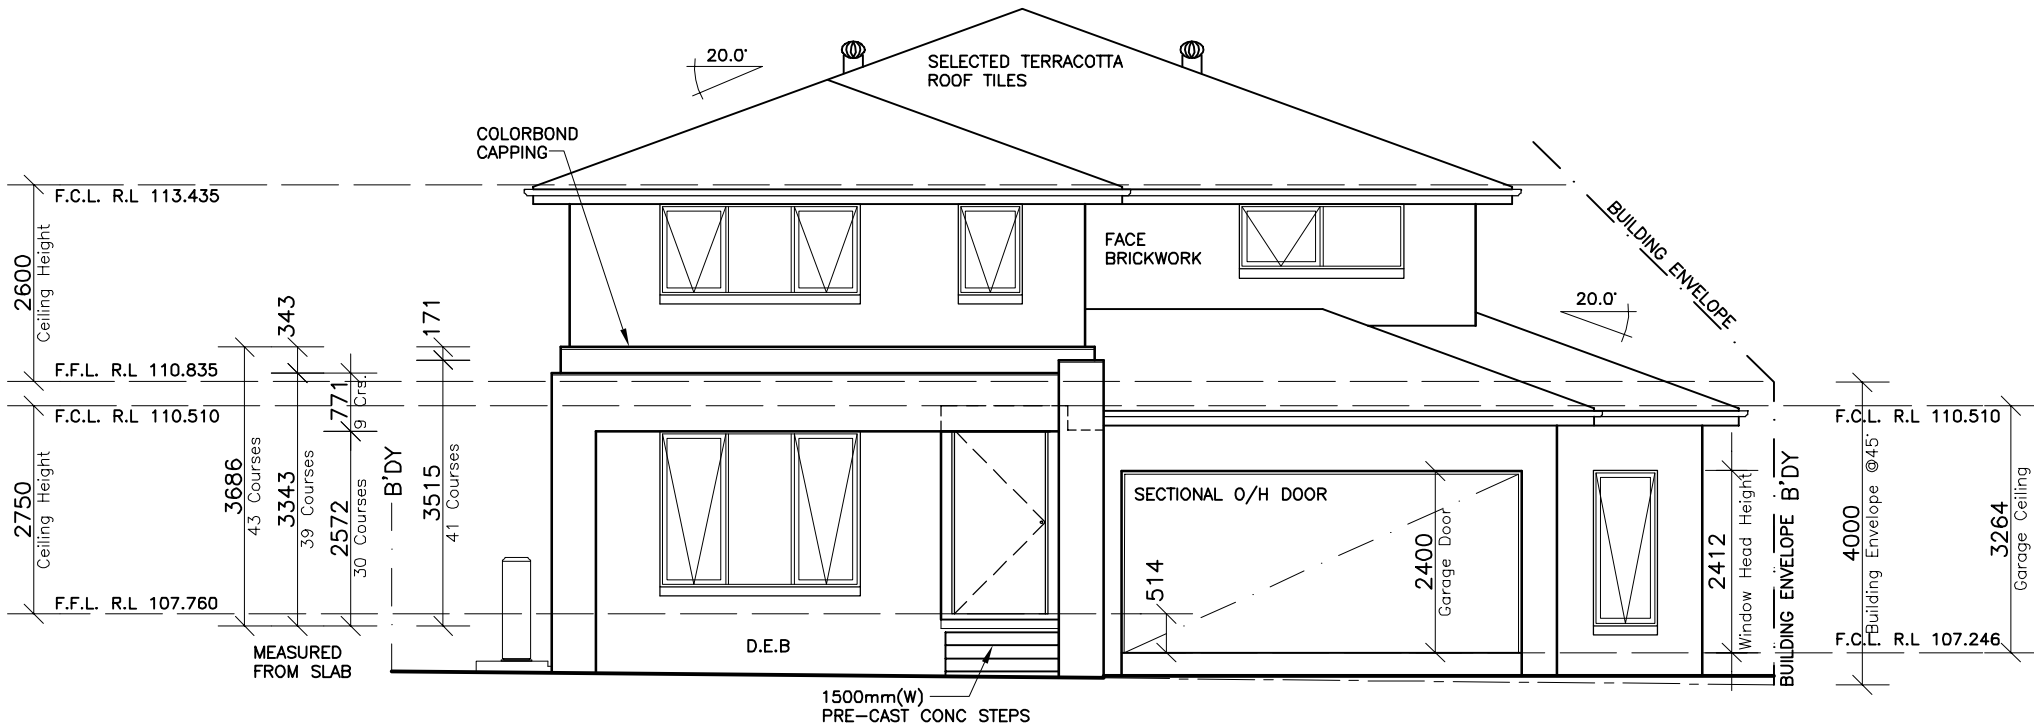 20.0°
SELECTED TERRACOTTA
ROOF TILES
COLORBOND
CAPPING
F.C.L. R.L 113.435
2600
Ceiling Height
F.F.L. R.L 110.835
F.C.L. R.L 110.510
2750
Ceiling Height
F.F.L. R.L 107.760
3686
43 Courses
343
3343
39 Courses
771
9 Crs.
2572
30 Courses
171
3515
41 Courses
MEASURED
FROM SLAB
B'DY
FACE
BRICKWORK
BUILDING ENVELOPE
20.0°
D.E.B
1500mm(W)
PRE-CAST CONC STEPS
SECTIONAL O/H DOOR
514
2400
Garage Door
2412
Window Head Height
BUILDING ENVELOPE B'DY
F.C.L. R.L 110.510
4000
Building Envelope @45°
3264
Garage Ceiling
F.C.L. R.L 107.246